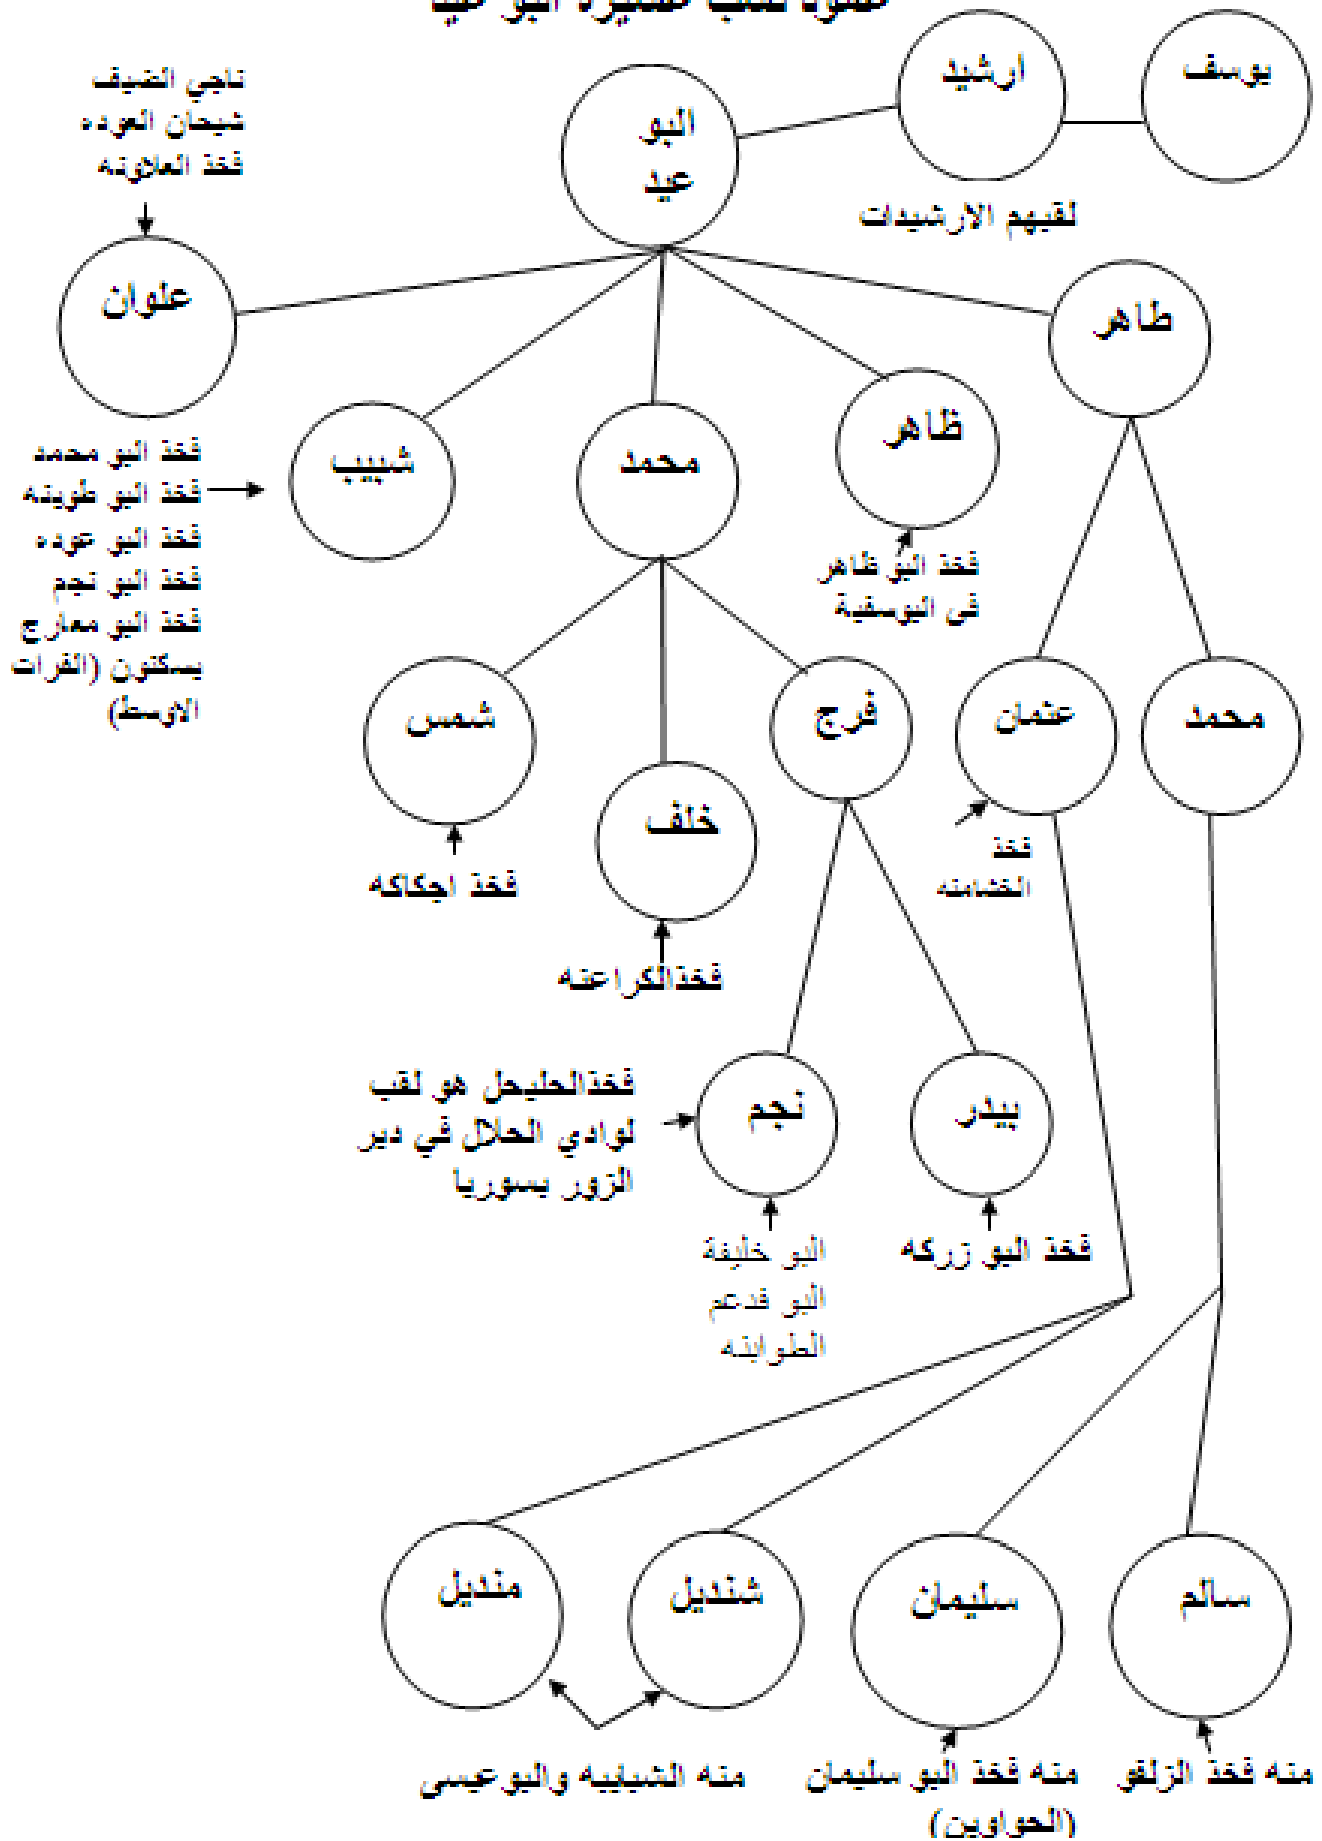 يوسف
ارشيد
البو
عيد
لقبهم الارشيدات
ناجي الضيف
شيحان العوده
فخذ العلاونه
علوان
طاهر
ظاهر
محمد
شبيب
فخذ البو محمد
فخذ البو طوينه
فخذ البو عوده
فخذ البو نجم
فخذ البو معارج
يسكنون (الفرات
الاوسط)
فخذ البو ظاهر
في اليوسفية
محمد
عثمان
فرج
خلف
شمس
فخذ
الخشامنه
فخذ اجكاكه
فخذالكراعنه
بيدر
نجم
فخذالحليحل هو لقب
لوادي الحلال في دير
الزور بسوريا
فخذ البو زركه
البو خليفة
البو فدعم
الطوابنه
سالم
سليمان
شنديل
منديل
منه فخذ الزلفو
منه فخذ البو سليمان
(الحواوين)
منه الشبابيه والبوعيسى